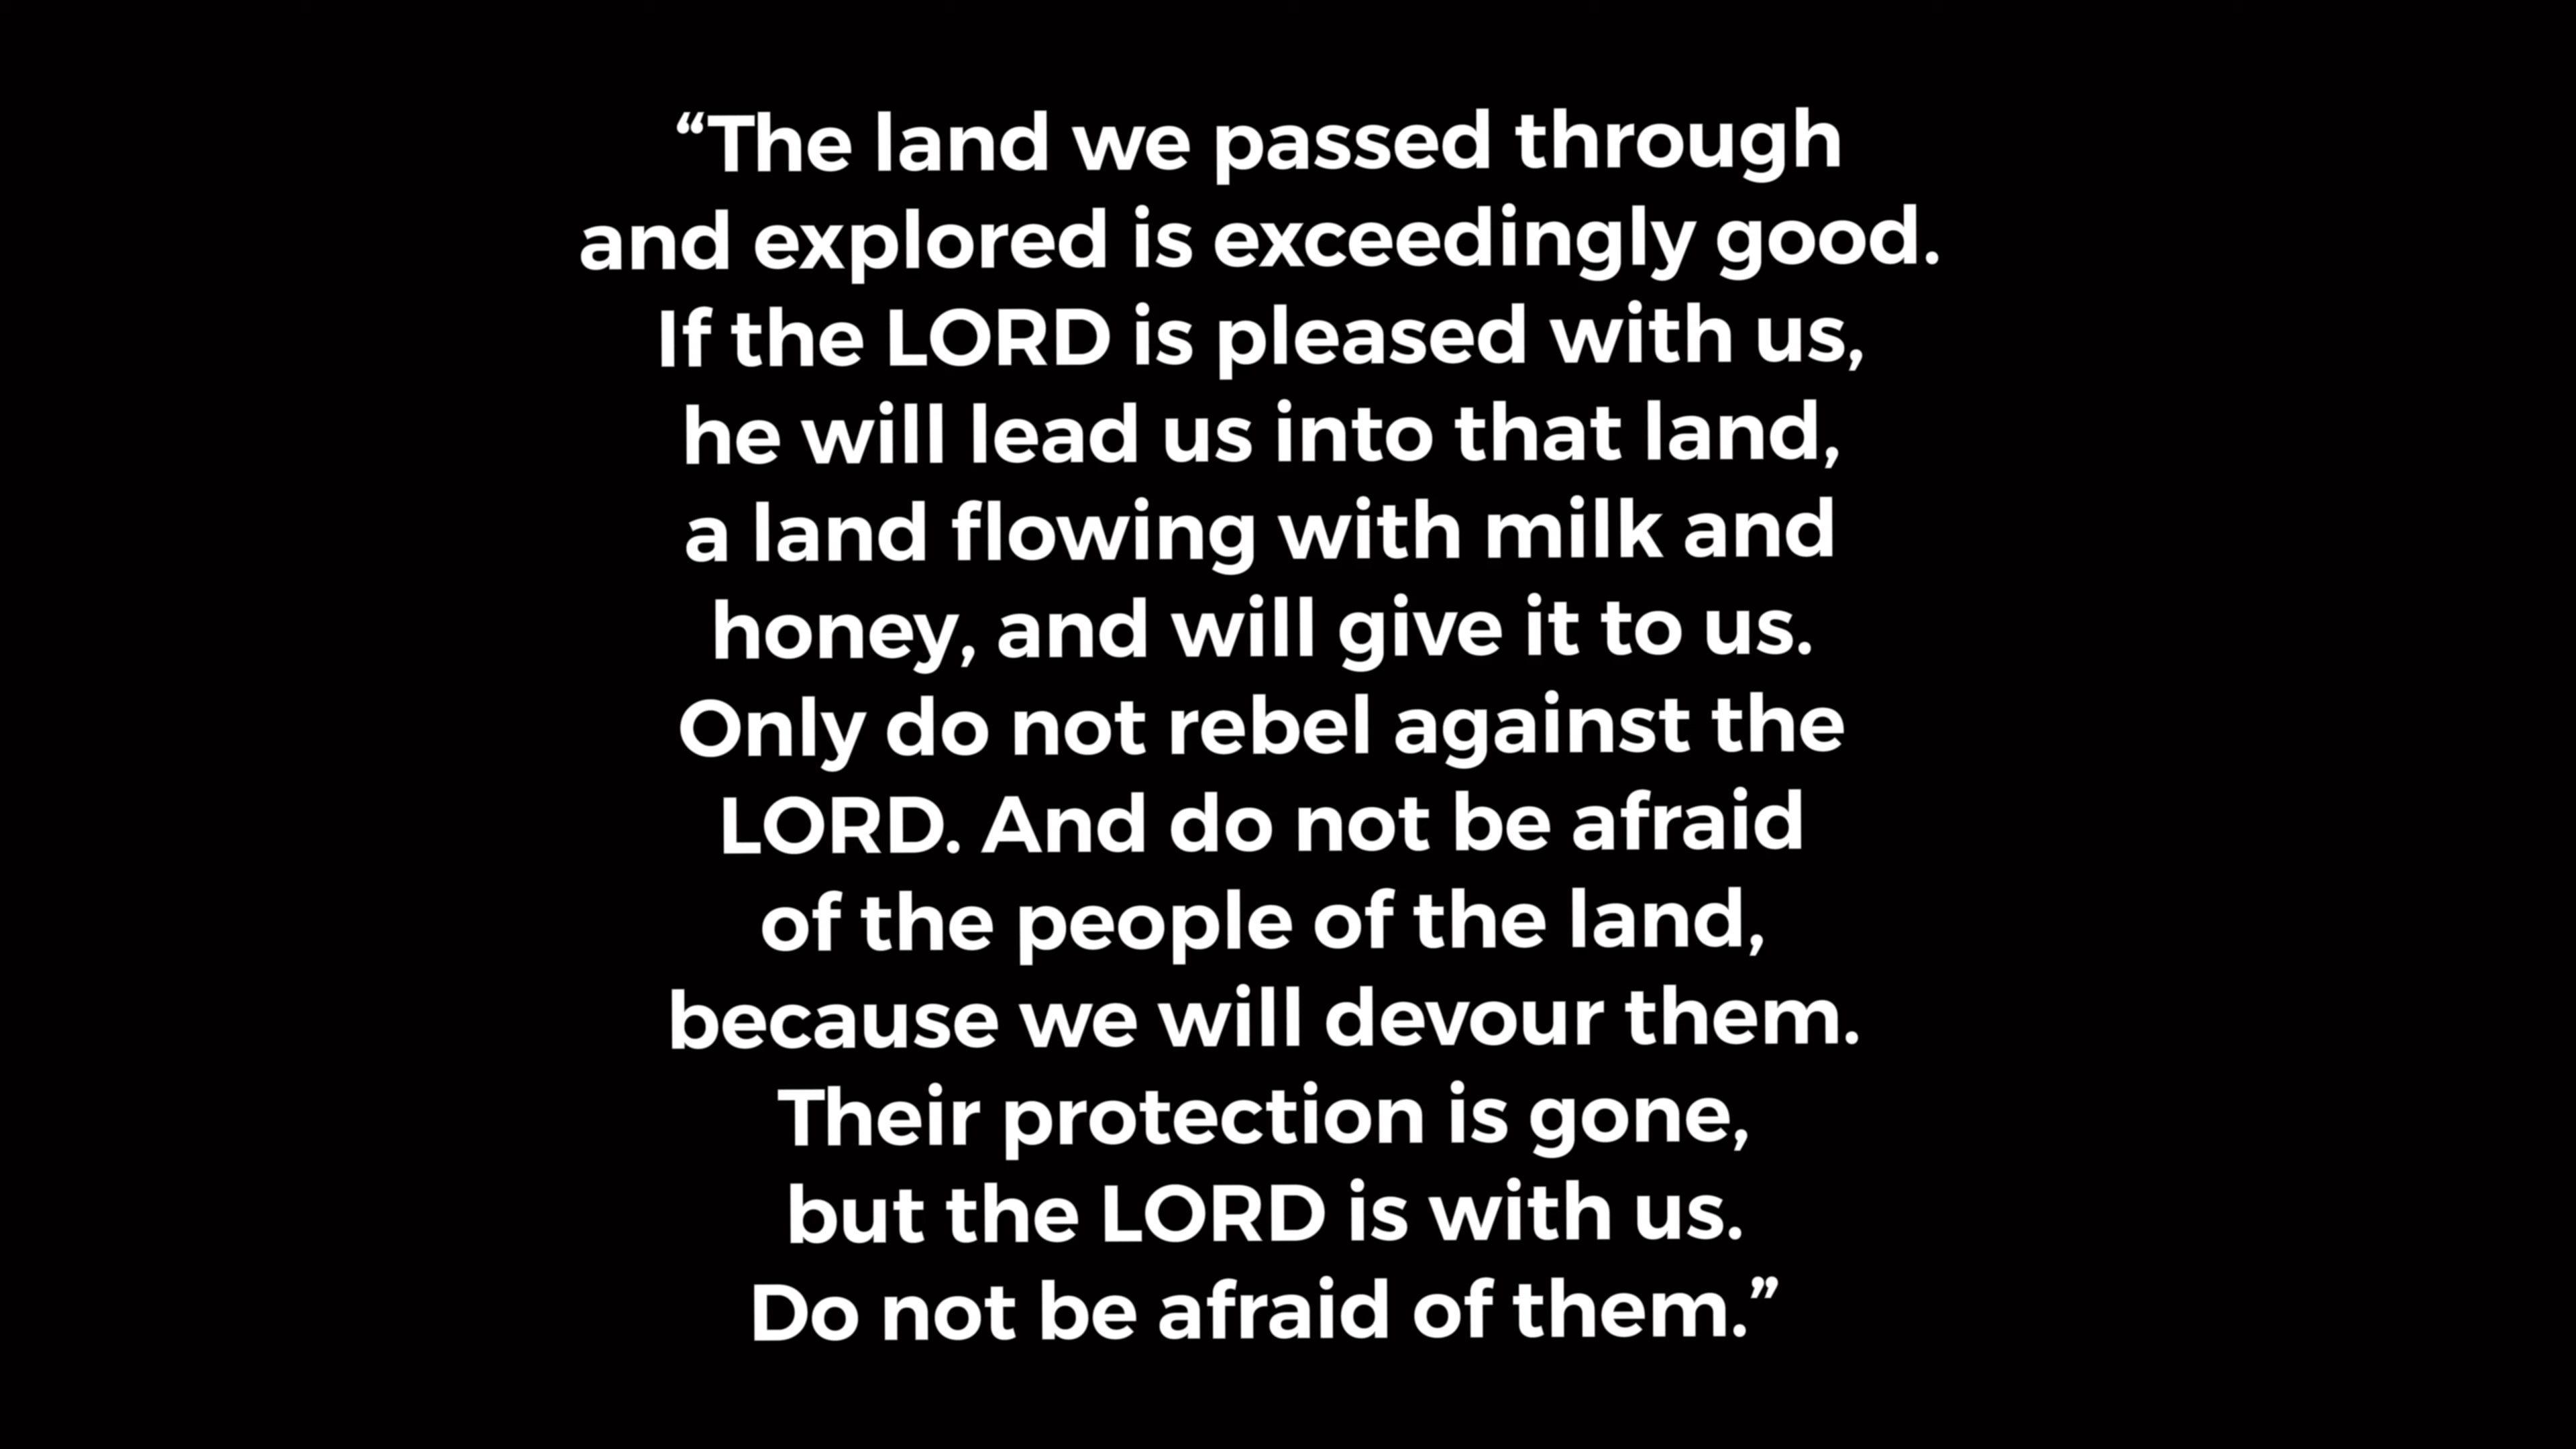 “The land we passed through
and explored is exceedingly good.
If the LORD is pleased with us,
he will lead us into that land,
a land flowing with milk and
honey, and will give it to us.
Only do not rebel against the
LORD. And do not be afraid
of the people of the land,
because we will devour them.
Their protection is gone,
but the LORD is with us.
Do not be afraid of them.”